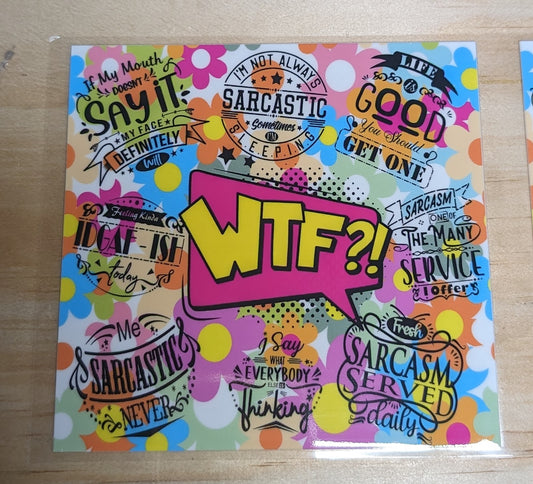 If My Mouth
DOESN'T
SAY IT
MY FACE
DEFINITELY
Will
I'M NOT ALWAYS
SARCASTIC
Sometimes
I'M
SLEEPING
LIFE
IS
GOOD
You Should
GET ONE
Feeling Kinda
IDGAF-ISH
today
WTF?!
SARCASM
ONE OF
THE MANY
SERVICE
I Offer
Me
SARCASTIC
NEVER
I Say
WHAT
EVERYBODY
ELSE IS
Thinking
Fresh
SARCASM
SERVED
daily